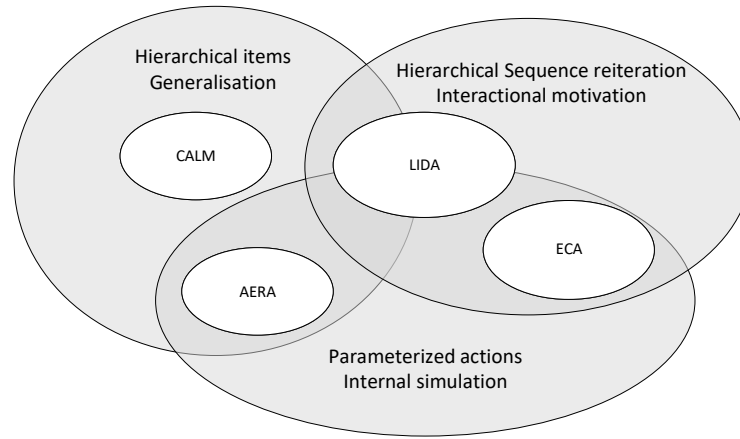 Hierarchical items
Generalisation
Hierarchical Sequence reiteration
Interactional motivation
CALM
LIDA
ECA
AERA
Parameterized actions
Internal simulation